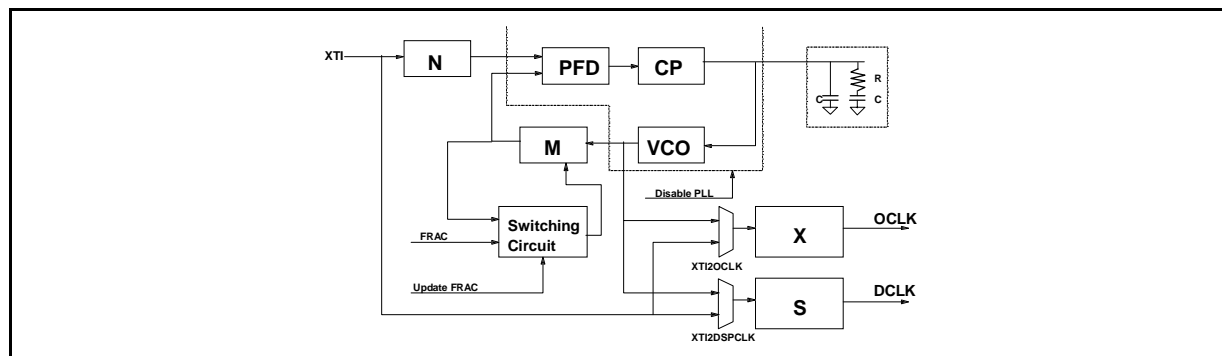 XTI
N
PFD
CP
R
C
C
M
VCO
Disable PLL
Switching
Circuit
FRAC
Update FRAC
X
OCLK
XTI2OCLK
S
DCLK
XTI2DSPCLK